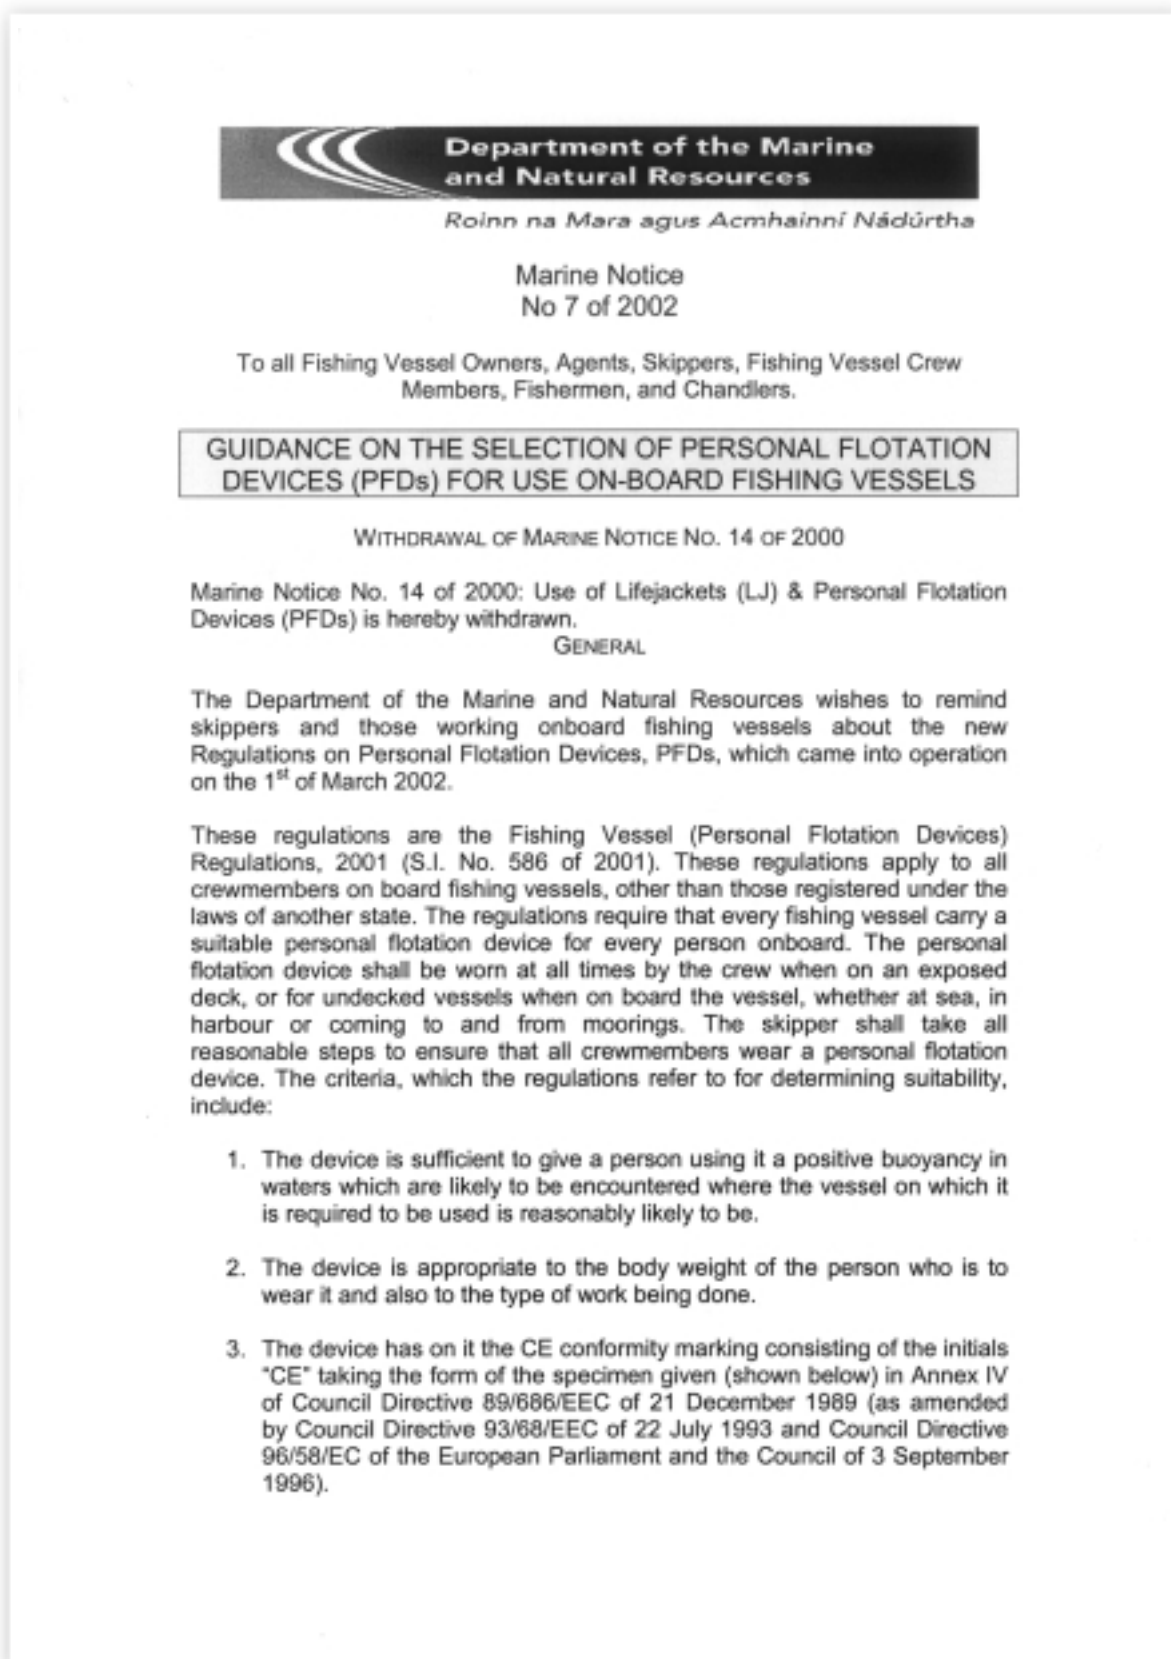 Department of the Marine
and Natural Resources
Roinn na Mara agus Acmhainní Nádúrtha
Marine Notice
No 7 of 2002
To all Fishing Vessel Owners, Agents, Skippers, Fishing Vessel Crew
Members, Fishermen, and Chandlers.
GUIDANCE ON THE SELECTION OF PERSONAL FLOTATION
DEVICES (PFDs) FOR USE ON-BOARD FISHING VESSELS
WITHDRAWAL OF MARINE NOTICE NO. 14 OF 2000
Marine Notice No. 14 of 2000: Use of Lifejackets (LJ) & Personal Flotation
Devices (PFDs) is hereby withdrawn.
GENERAL
The Department of the Marine and Natural Resources wishes to remind
skippers and those working onboard fishing vessels about the new
Regulations on Personal Flotation Devices, PFDs, which came into operation
on the 1st of March 2002.
These regulations are the Fishing Vessel (Personal Flotation Devices)
Regulations, 2001 (S.I. No. 586 of 2001). These regulations apply to all
crewmembers on board fishing vessels, other than those registered under the
laws of another state. The regulations require that every fishing vessel carry a
suitable personal flotation device for every person onboard. The personal
flotation device shall be worn at all times by the crew when on an exposed
deck, or for undecked vessels when on board the vessel, whether at sea, in
harbour or coming to and from moorings. The skipper shall take all
reasonable steps to ensure that all crewmembers wear a personal flotation
device. The criteria, which the regulations refer to for determining suitability,
include:
1. The device is sufficient to give a person using it a positive buoyancy in
waters which are likely to be encountered where the vessel on which it
is required to be used is reasonably likely to be.
2. The device is appropriate to the body weight of the person who is to
wear it and also to the type of work being done.
3. The device has on it the CE conformity marking consisting of the initials
"CE" taking the form of the specimen given (shown below) in Annex IV
of Council Directive 89/686/EEC of 21 December 1989 (as amended
by Council Directive 93/68/EEC of 22 July 1993 and Council Directive
96/58/EC of the European Parliament and the Council of 3 September
1996).